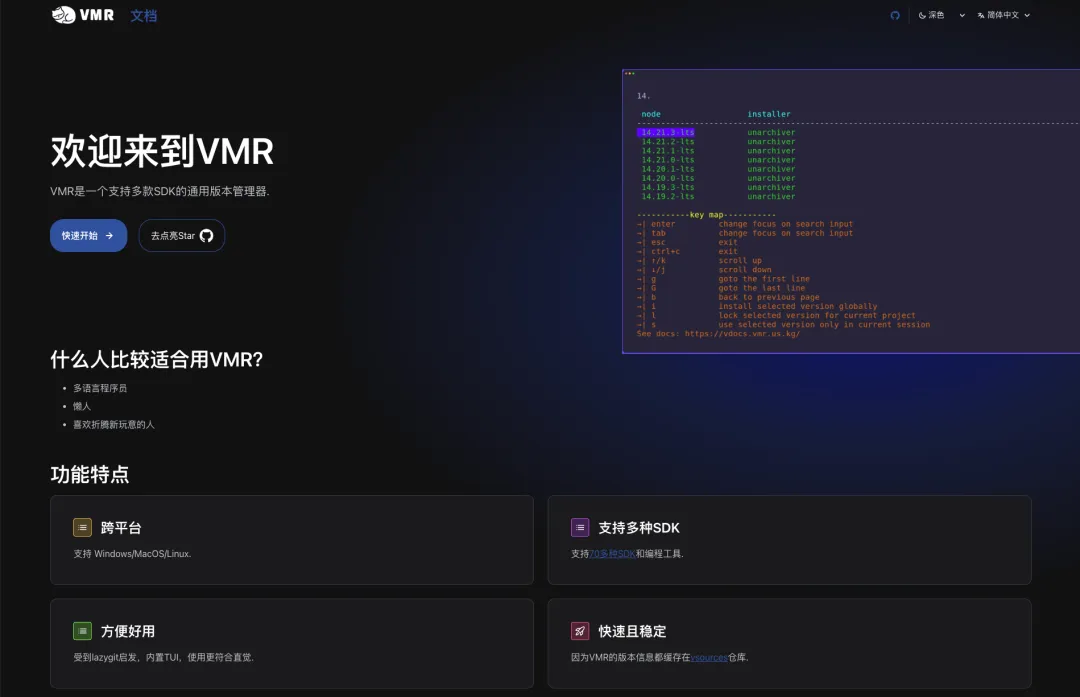 VMR 文档 深色 简体中文
14.
node installer
14.21.3-lts unarchiver
14.21.2-lts unarchiver
14.21.1-lts unarchiver
14.21.0-lts unarchiver
14.20.1-lts unarchiver
14.20.0-lts unarchiver
14.19.3-lts unarchiver
14.19.2-lts unarchiver
-----------key map-----------
→| enter change focus on search input
→| tab change focus on search input
→| esc exit
→| ctrl+c exit
→| ↑/k scroll up
→| ↓/j scroll down
→| g goto the first line
→| G goto the last line
→| b back to previous page
→| i install selected version globally
→| l lock selected version for current project
→| s use selected version only in current session
See docs: https://vdocs.vmr.us.kg/
欢迎来到VMR
VMR是一个支持多款SDK的通用版本管理器.
快速开始 → 去点亮Star
什么人比较适合用VMR?
• 多语言程序员
• 懒人
• 喜欢折腾新玩意的人
功能特点
跨平台
支持 Windows/MacOS/Linux.
支持多种SDK
支持70多种SDK和编程工具.
方便好用
受到lazygit启发，内置TUI，使用更符合直觉.
快速且稳定
因为VMR的版本信息都缓存在vsources仓库.